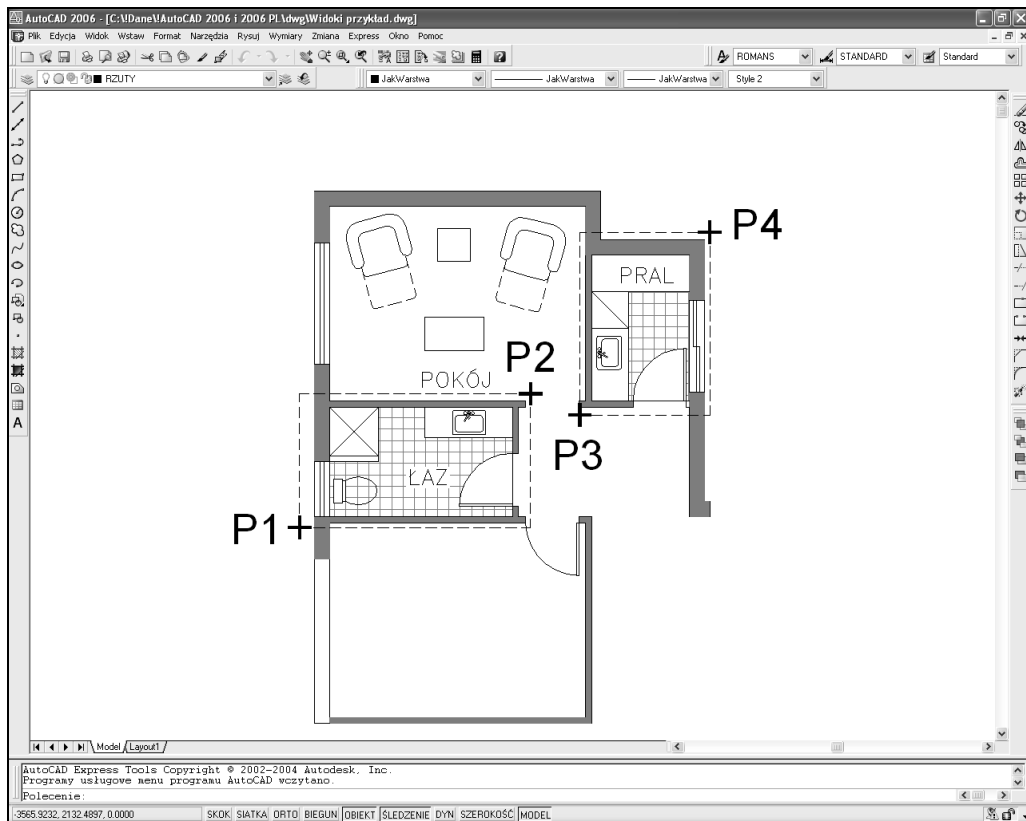 AutoCAD 2006 - [C:\!Dane\!AutoCAD 2006 i 2006 PL\dwg\Widoki przykład.dwg]
Plik Edycja Widok Wstaw Format Narzędzia Rysuj Wymiary Zmiana Express Okno Pomoc
ROMANS STANDARD Standard
RZUTY JakWarstwa JakWarstwa JakWarstwa Style 2
P4
PRAL
P2
POKÓJ
P3
ŁAZ
P1
A
Model Layout1
AutoCAD Express Tools Copyright © 2002-2004 Autodesk, Inc.
Programy usługowe menu programu AutoCAD wczytano.
Polecenie:
-3565.9232, 2132.4897, 0.0000 SKOK SIATKA ORTO BIEGUN OBIEKT ŚLEDZENIE DYN SZEROKOŚĆ MODEL